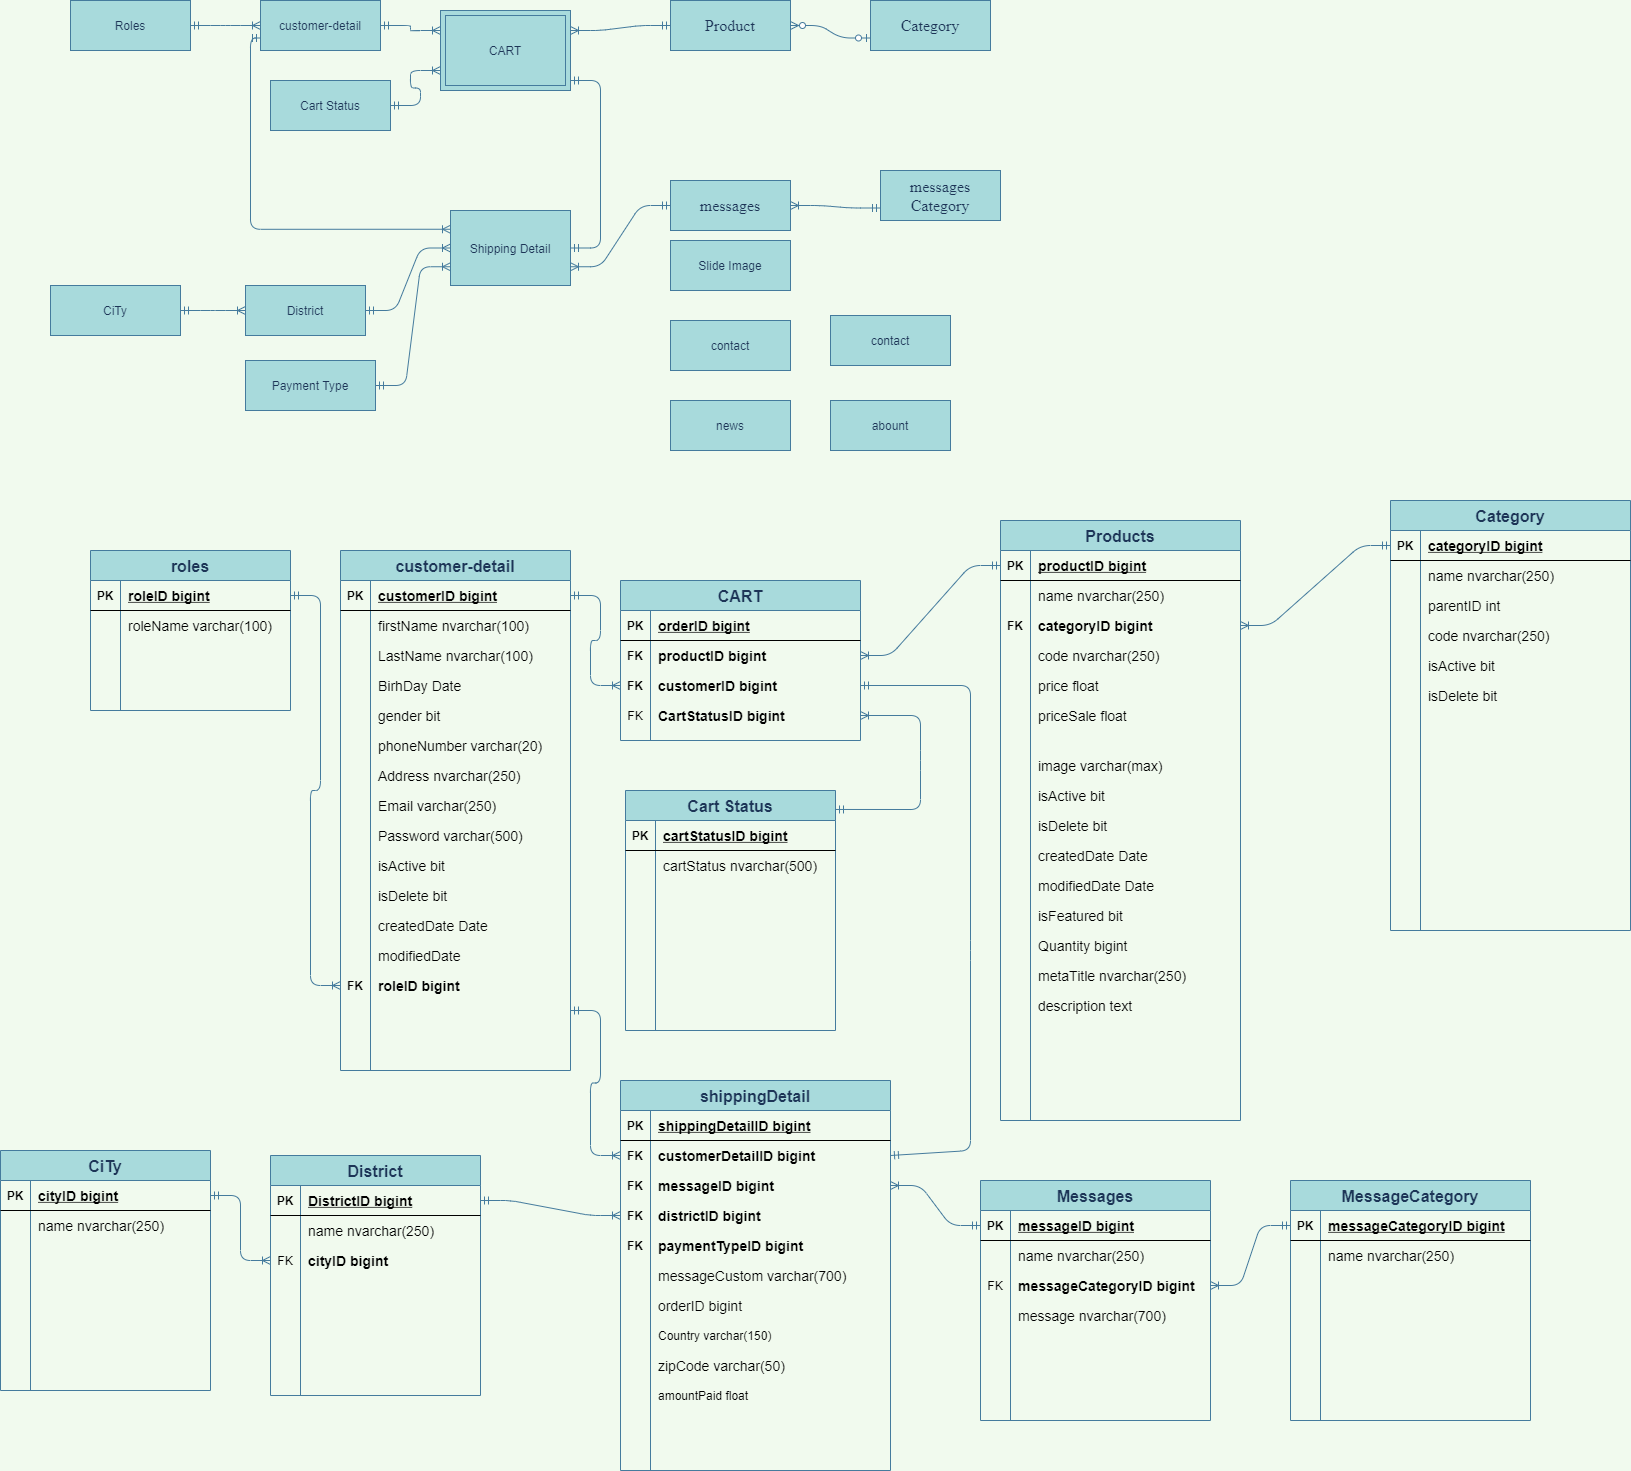 Roles
customer-detail
CART
Product
Category
Cart Status
messages
messages
Category
Shipping Detail
Slide Image
CiTy
District
contact
contact
Payment Type
news
abount
roles
PK roleID bigint
roleName varchar(100)
customer-detail
PK customerID bigint
firstName nvarchar(100)
LastName nvarchar(100)
BirhDay Date
gender bit
phoneNumber varchar(20)
Address nvarchar(250)
Email varchar(250)
Password varchar(500)
isActive bit
isDelete bit
createdDate Date
modifiedDate
FK roleID bigint
CART
PK orderID bigint
FK productID bigint
FK customerID bigint
FK CartStatusID bigint
Cart Status
PK cartStatusID bigint
cartStatus nvarchar(500)
Products
PK productID bigint
name nvarchar(250)
FK categoryID bigint
code nvarchar(250)
price float
priceSale float
image varchar(max)
isActive bit
isDelete bit
createdDate Date
modifiedDate Date
isFeatured bit
Quantity bigint
metaTitle nvarchar(250)
description text
Category
PK categoryID bigint
name nvarchar(250)
parentID int
code nvarchar(250)
isActive bit
isDelete bit
CiTy
PK cityID bigint
name nvarchar(250)
District
PK DistrictID bigint
name nvarchar(250)
FK cityID bigint
shippingDetail
PK shippingDetailID bigint
FK customerDetailID bigint
FK messageID bigint
FK districtID bigint
FK paymentTypeID bigint
messageCustom varchar(700)
orderID bigint
Country varchar(150)
zipCode varchar(50)
amountPaid float
Messages
PK messageID bigint
name nvarchar(250)
FK messageCategoryID bigint
message nvarchar(700)
MessageCategory
PK messageCategoryID bigint
name nvarchar(250)